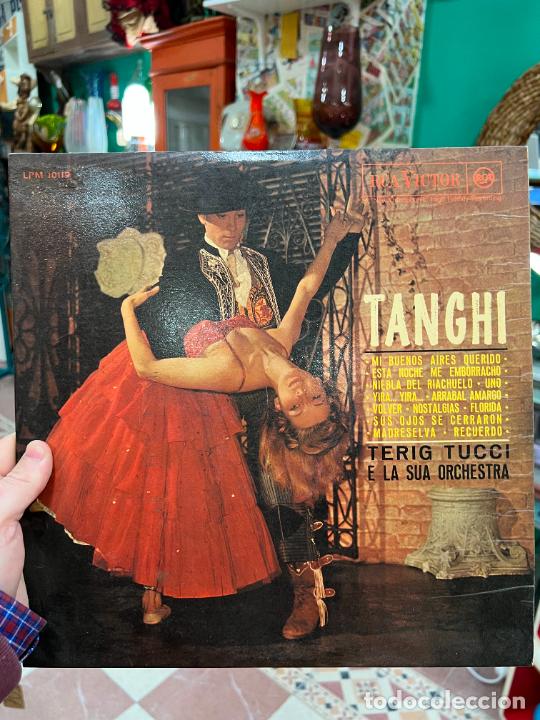 LPM 10119
RCA VICTOR
TANGHI
· MI BUENOS AIRES QUERIDO ·
· ESTA NOCHE ME EMBORRACHO ·
NIEBLA DEL RIACHUELO · UNO ·
YIRA.. YIRA.. · ARRABAL AMARGO ·
VOLVER · NOSTALGIAS · FLORIDA ·
SUS OJOS SE CERRARON ·
· MADRESELVA · RECUERDO ·
TERIG TUCCI
E LA SUA ORCHESTRA
todocoleccion.net